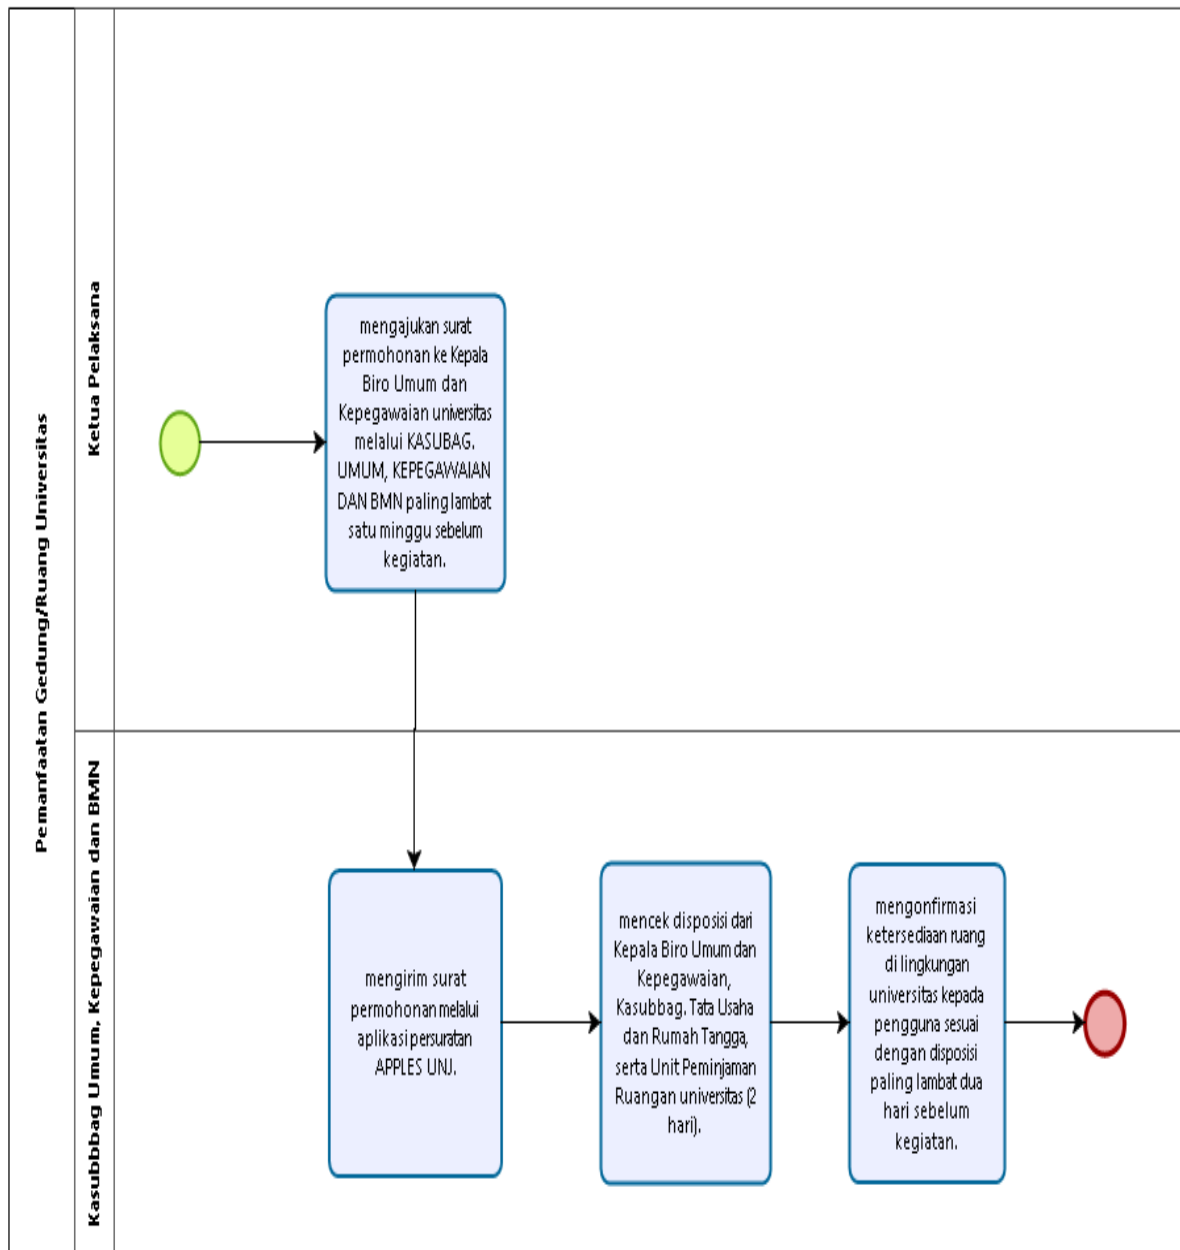 Pemanfaatan Gedung/Ruang Universitas
Ketua Pelaksana
mengajukan surat
permohonan ke Kepala
Biro Umum dan
Kepegawaian universitas
melalui KASUBAG.
UMUM, KEPEGAWAIAN
DAN BMN paling lambat
satu minggu sebelum
kegiatan.
Kasubbbag Umum, Kepegawaian dan BMN
mengirim surat
permohonan melalui
aplikasi persuratan
APPLES UNJ.
mencek disposisi dari
Kepala Biro Umum dan
Kepegawaian,
Kasubbag. Tata Usaha
dan Rumah Tangga,
serta Unit Peminjaman
Ruangan universitas (2
hari).
mengonfirmasi
ketersediaan ruang
di lingkungan
universitas kepada
pengguna sesuai
dengan disposisi
paling lambat dua
hari sebelum
kegiatan.